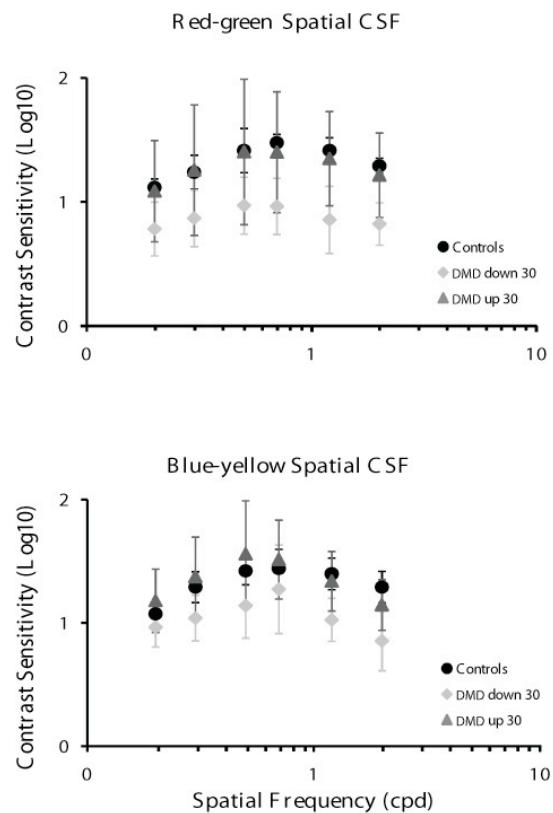 Red-green Spatial CSF
Contrast Sensitivity (Log10)
2
1
0
0
1
10
Controls
DMD down 30
DMD up 30
Blue-yellow Spatial CSF
Contrast Sensitivity (Log10)
2
1
0
0
1
10
Controls
DMD down 30
DMD up 30
Spatial Frequency (cpd)